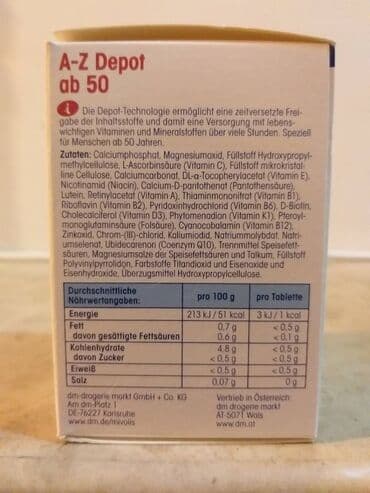 A-Z Depot
ab 50
i Die Depot-Technologie ermöglicht eine zeitversetzte Frei-
gabe der Inhaltsstoffe und damit eine Versorgung mit lebens-
wichtigen Vitaminen und Mineralstoffen über viele Stunden. Speziell
für Menschen ab 50 Jahren.
Zutaten: Calciumphosphat, Magnesiumoxid, Füllstoff Hydroxypropyl-
methylcellulose, L-Ascorbinsäure (Vitamin C), Füllstoff mikrokristal-
line Cellulose, Calciumcarbonat, DL-α-Tocopherylacetat (Vitamin E),
Nicotinamid (Niacin), Calcium-D-pantothenat (Pantothensäure),
Lutein, Retinylacetat (Vitamin A), Thiaminmononitrat (Vitamin B1),
Riboflavin (Vitamin B2), Pyridoxinhydrochlorid (Vitamin B6), D-Biotin,
Cholecalciferol (Vitamin D3), Phytomenadion (Vitamin K1), Pteroyl-
monoglutaminsäure (Folsäure), Cyanocobalamin (Vitamin B12),
Zinkoxid, Chrom-(III)-chlorid, Kaliumiodid, Natriummolybdat, Natri-
umselenat, Ubidecarenon (Coenzym Q10), Trennmittel Speisefett-
säuren, Magnesiumsalze der Speisefettsäuren und Talkum, Füllstoff
Polyvinylpyrrolidon, Farbstoffe Titandioxid und Eisenoxide und
Eisenhydroxide, Überzugsmittel Hydroxypropylcellulose.
Durchschnittliche
Nährwertangaben: pro 100 g pro Tablette
Energie 213 kJ / 51 kcal 3 kJ / 1 kcal
Fett 0,7 g < 0,5 g
davon gesättigte Fettsäuren 0,6 g < 0,1 g
Kohlenhydrate 4,8 g < 0,5 g
davon Zucker < 0,5 g < 0,5 g
Eiweiß < 0,5 g < 0,5 g
Salz 0,07 g 0 g
dm-drogerie markt GmbH + Co. KG
Am dm-Platz 1
DE-76227 Karlsruhe
www.dm.de/mivolis
Vertrieb in Österreich:
dm drogerie markt
AT-5071 Wals
www.dm.at